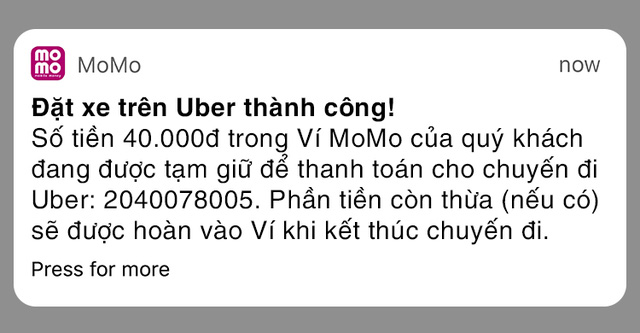 mo
mo
mobile money
MoMo
now
Đặt xe trên Uber thành công!
Số tiền 40.000đ trong Ví MoMo của quý khách
đang được tạm giữ để thanh toán cho chuyến đi
Uber: 2040078005. Phần tiền còn thừa (nếu có)
sẽ được hoàn vào Ví khi kết thúc chuyến đi.
Press for more